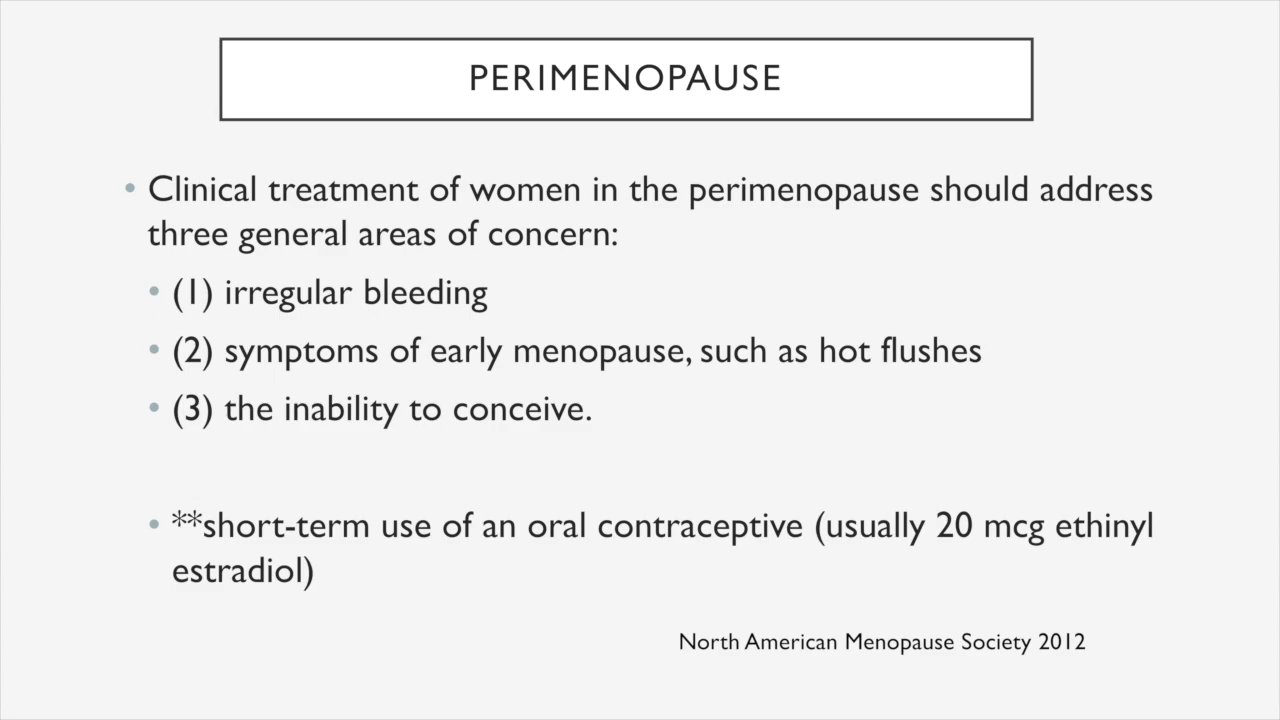 PERIMENOPAUSE
• Clinical treatment of women in the perimenopause should address
three general areas of concern:
• (1) irregular bleeding
• (2) symptoms of early menopause, such as hot flushes
• (3) the inability to conceive.
• **short-term use of an oral contraceptive (usually 20 mcg ethinyl
estradiol)
North American Menopause Society 2012